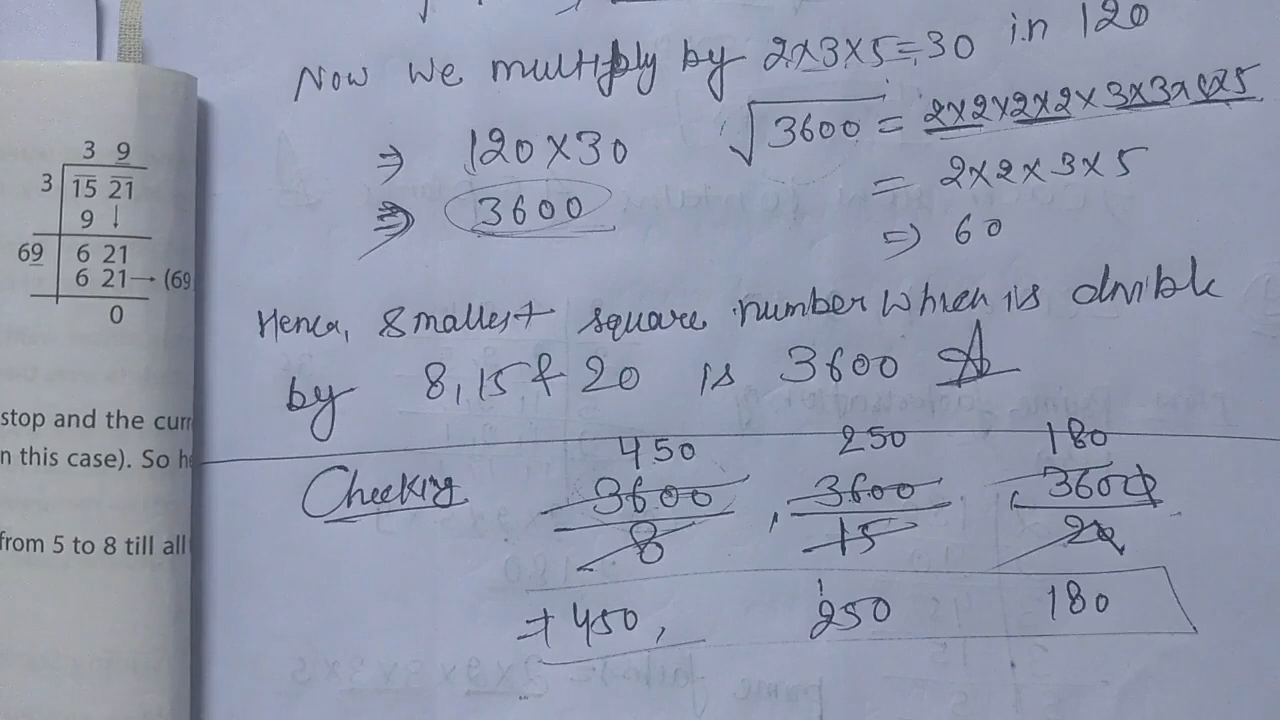 Now we multiply by 2×3×5=30 in 120
⇒ 120×30
⇒ 3600
√3600 = 2×2×2×2×3×3×5×5
= 2×2×3×5
⇒ 60
Hence, Smallest square number which is divible
by 8,15 & 20 is 3600 A
Checking
450 250 180
3600 , 3600 , 3600
8 15 20
⇒ 450, 250 180
3 9
3 15 21
9 ↓
69 6 21
6 21→ (69
0
stop and the curr
n this case). So he
from 5 to 8 till all